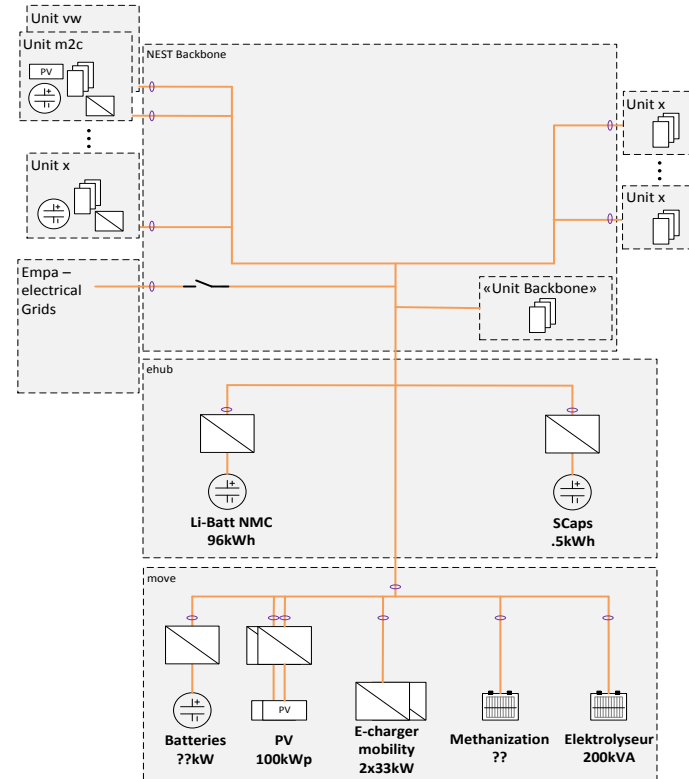 Unit vw
Unit m2c
PV
NEST Backbone
Unit x
Unit x
Unit x
Empa –
electrical
Grids
«Unit Backbone»
ehub
Li-Batt NMC
96kWh
SCaps
.5kWh
move
PV
Batteries
??kW
PV
100kWp
E-charger
mobility
2x33kW
Methanization
??
Elektrolyseur
200kVA